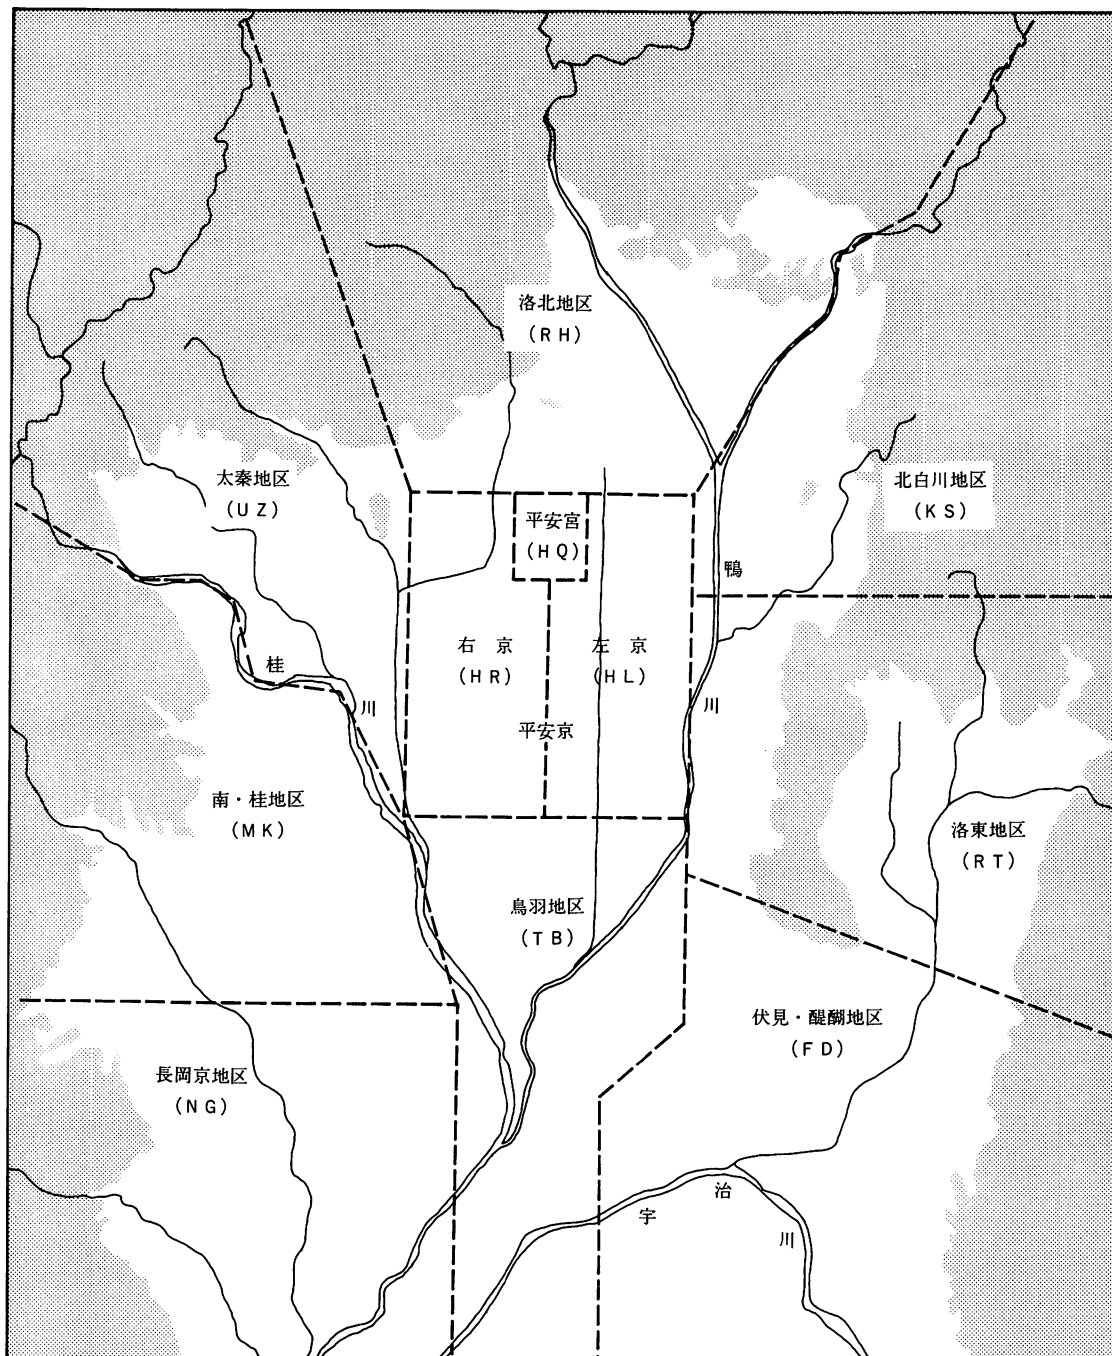 洛北地区
(RH)
太秦地区
(UZ)
北白川地区
(KS)
平安宮
(HQ)
鴨
川
右 京
(HR)
左 京
(HL)
平安京
桂
川
南・桂地区
(MK)
洛東地区
(RT)
鳥羽地区
(TB)
伏見・醍醐地区
(FD)
長岡京地区
(NG)
宇
治
川